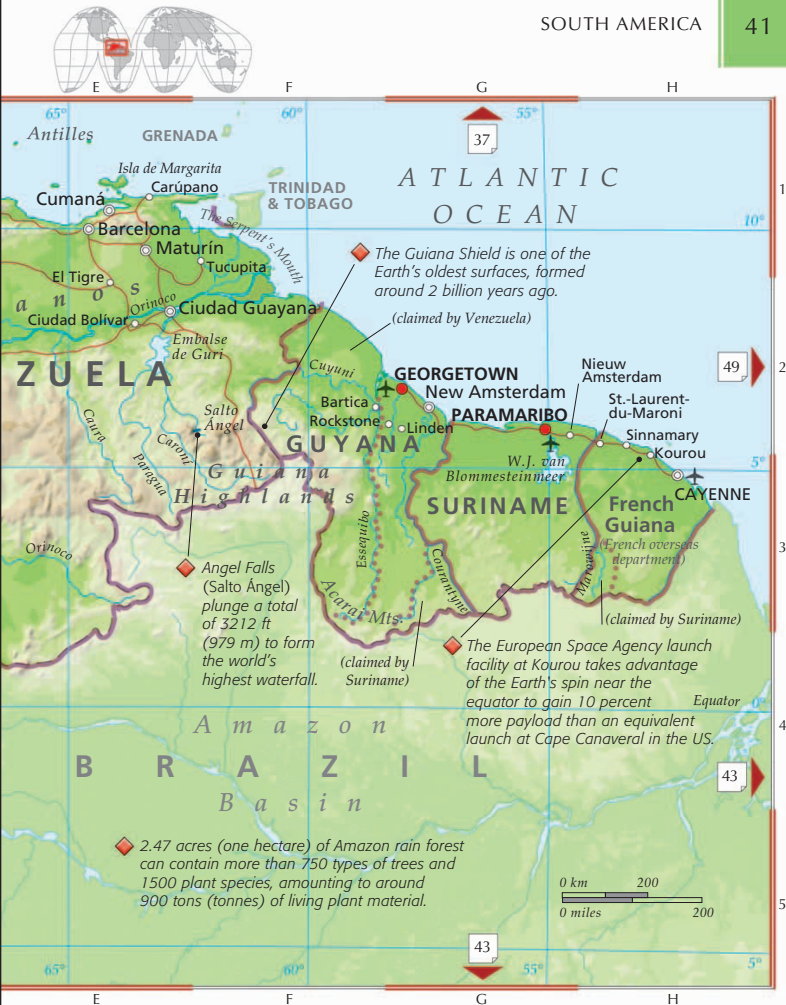 SOUTH AMERICA
41
E
F
G
H
65°
60°
55°
Antilles
GRENADA
37
Isla de Margarita
Carúpano
TRINIDAD
& TOBAGO
ATLANTIC
OCEAN
1
Cumaná
Barcelona
The Serpent's Mouth
10°
Maturín
Tucupita
El Tigre
anos
Orinoco
Ciudad Guayana
Ciudad Bolívar
The Guiana Shield is one of the
Earth's oldest surfaces, formed
around 2 billion years ago.
(claimed by Venezuela)
Embalse
de Guri
ZUELA
Cuyuni
GEORGETOWN
New Amsterdam
Nieuw
Amsterdam
49
2
Bartica
Rockstone
Linden
PARAMARIBO
St.-Laurent-
du-Maroni
Sinnamary
Kourou
Salto
Ángel
Caura
Caroní
Paragua
GUYANA
W.J. van
Blommesteinmeer
5°
CAYENNE
Guiana
Highlands
SURINAME
French
Guiana
(French overseas
department)
Essequibo
Courantyne
Maronijne
Orinoco
3
Acarai Mts.
Angel Falls
(Salto Ángel)
plunge a total
of 3212 ft
(979 m) to form
the world's
highest waterfall.
(claimed by
Suriname)
(claimed by Suriname)
The European Space Agency launch
facility at Kourou takes advantage
of the Earth's spin near the
equator to gain 10 percent
more payload than an equivalent
launch at Cape Canaveral in the US.
Equator
0°
4
Amazon
BRAZIL
Basin
43
2.47 acres (one hectare) of Amazon rain forest
can contain more than 750 types of trees and
1500 plant species, amounting to around
900 tons (tonnes) of living plant material.
0 km 200
0 miles 200
5
43
65°
60°
55°
5°
E
F
G
H